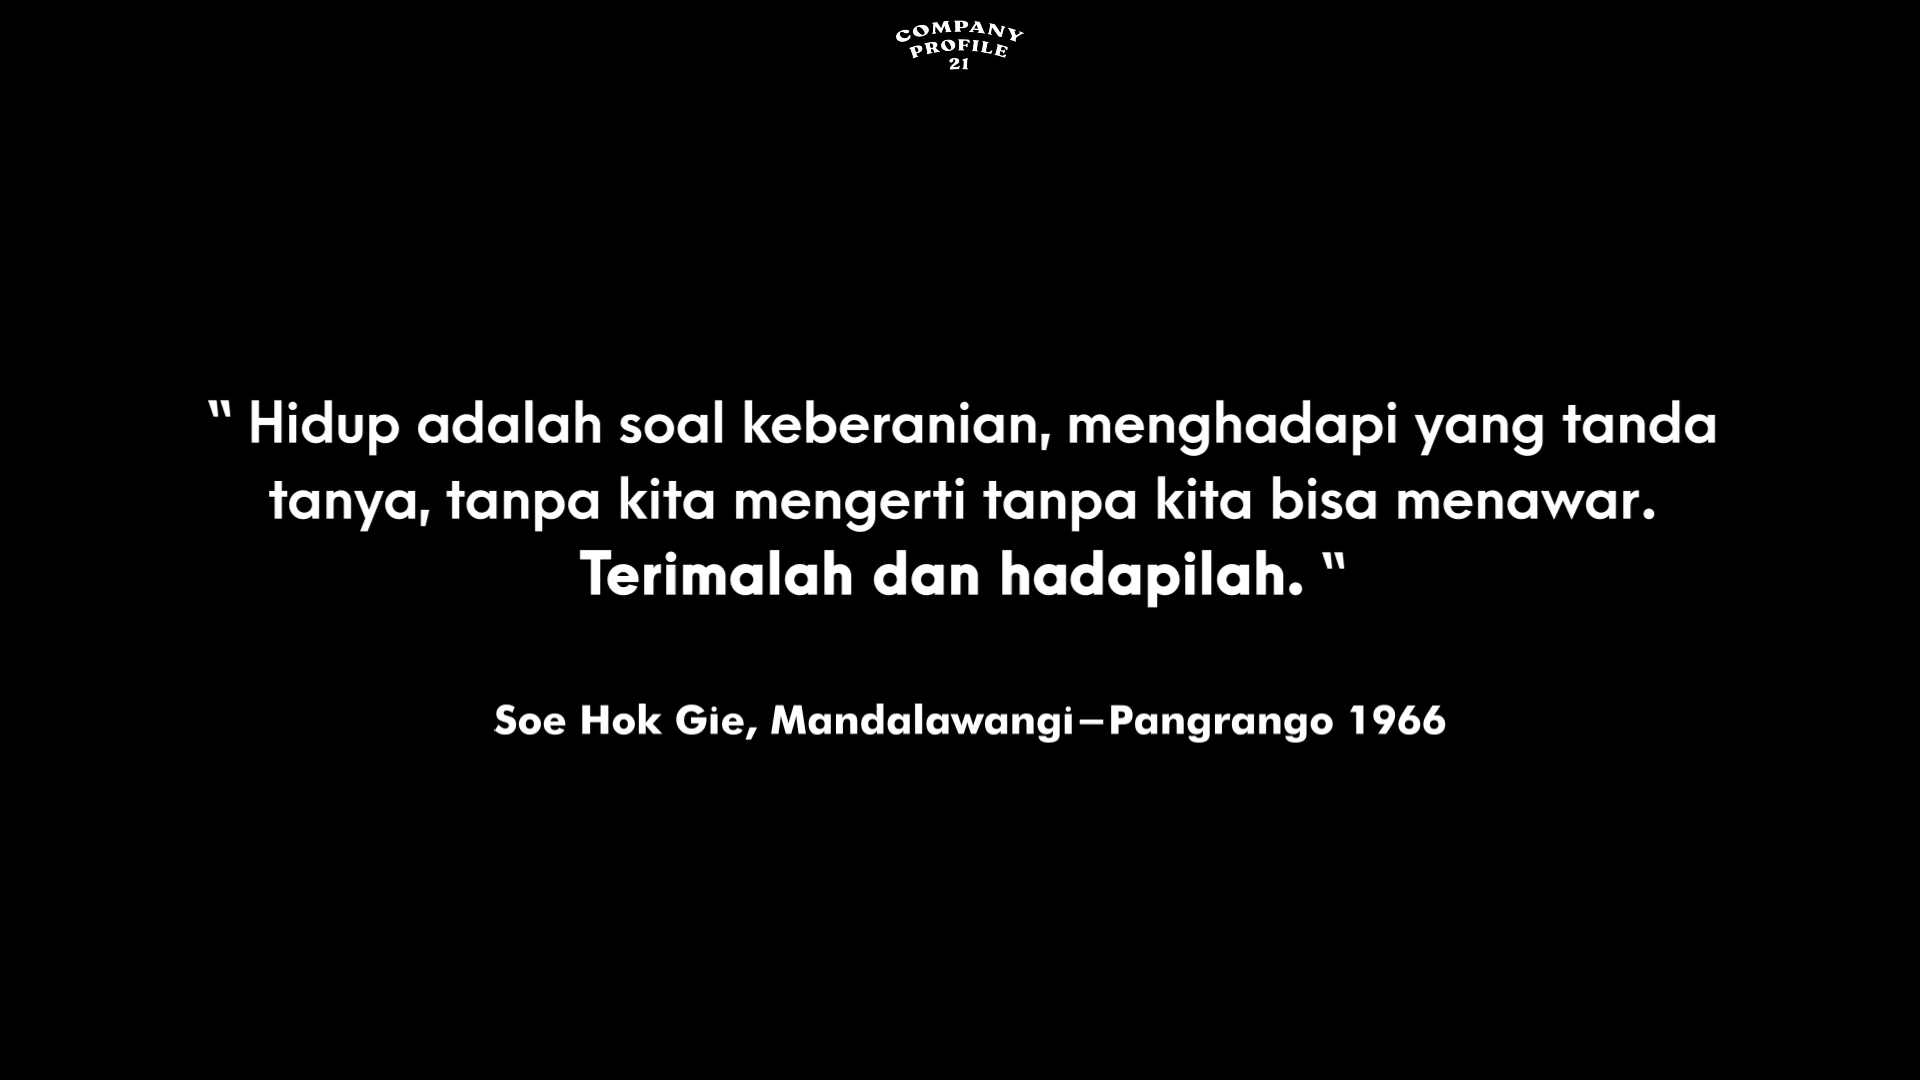 COMPANY
PROFILE
21
‟ Hidup adalah soal keberanian, menghadapi yang tanda
tanya, tanpa kita mengerti tanpa kita bisa menawar.
Terimalah dan hadapilah. ‟
Soe Hok Gie, Mandalawangi–Pangrango 1966